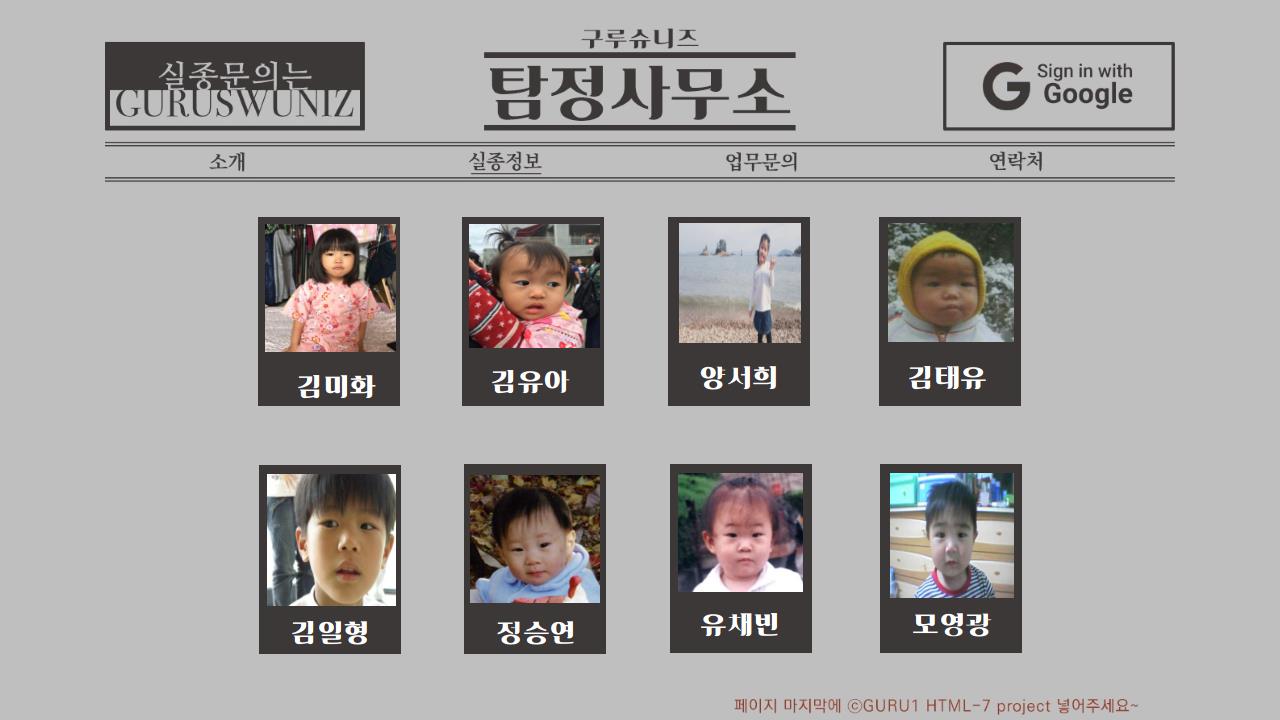 실종문의는
GURUSWUNIZ
구루슈니즈
탐정사무소
Sign in with
Google
소개
실종정보
업무문의
연락처
김미화
김유아
양서희
김태유
김일형
정승연
유채빈
모영광
페이지 마지막에 ⓒGURU1 HTML-7 project 넣어주세요~